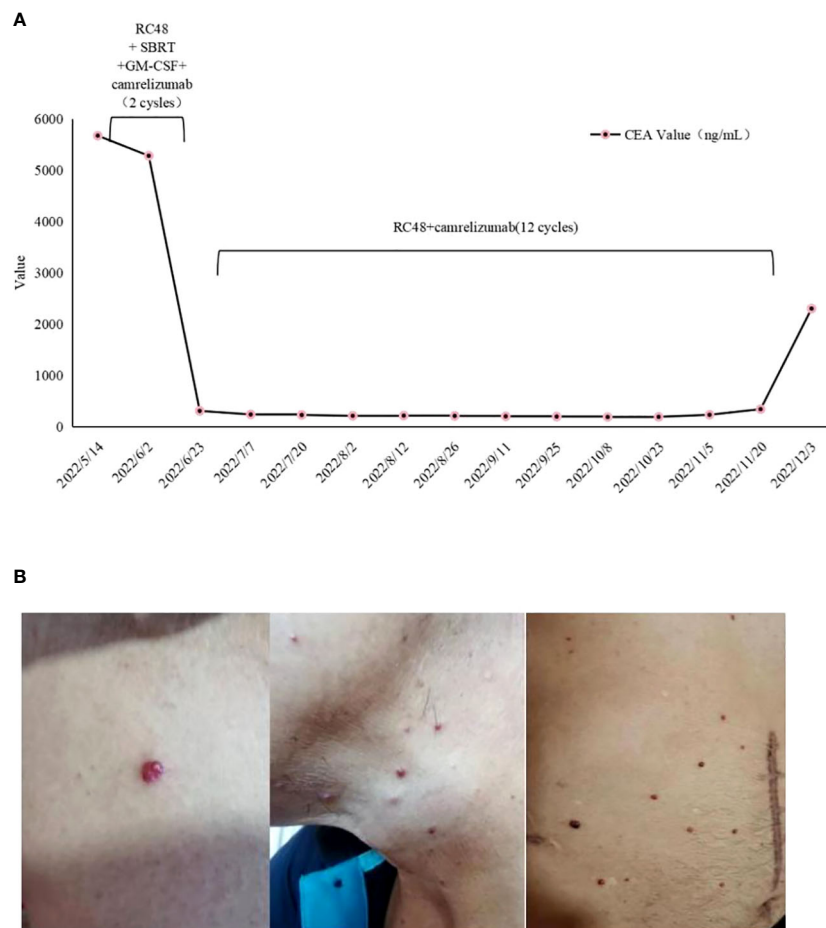 A
RC48
+ SBRT
+GM-CSF+
camrelizumab
（2 cysles）
6000
5000
4000
3000
2000
1000
0
Value
CEA Value（ng/mL）
RC48+camrelizumab(12 cycles)
2022/5/14
2022/6/2
2022/6/23
2022/7/7
2022/7/20
2022/8/2
2022/8/12
2022/8/26
2022/9/11
2022/9/25
2022/10/8
2022/10/23
2022/11/5
2022/11/20
2022/12/3
B